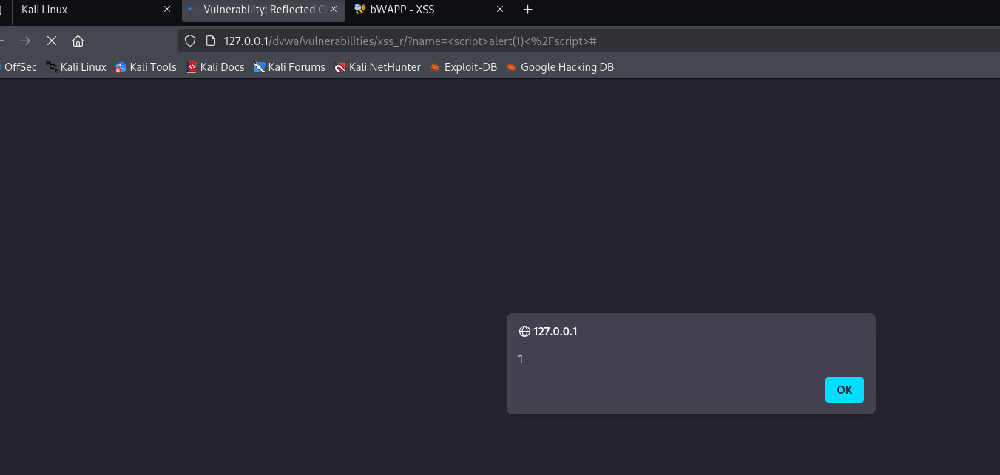 Kali Linux
Vulnerability: Reflected C
bWAPP - XSS
127.0.0.1/dvwa/vulnerabilities/xss_r/?name=<script>alert(1)<%2Fscript>#
OffSec Kali Linux Kali Tools Kali Docs Kali Forums Kali NetHunter Exploit-DB Google Hacking DB
127.0.0.1
1
OK